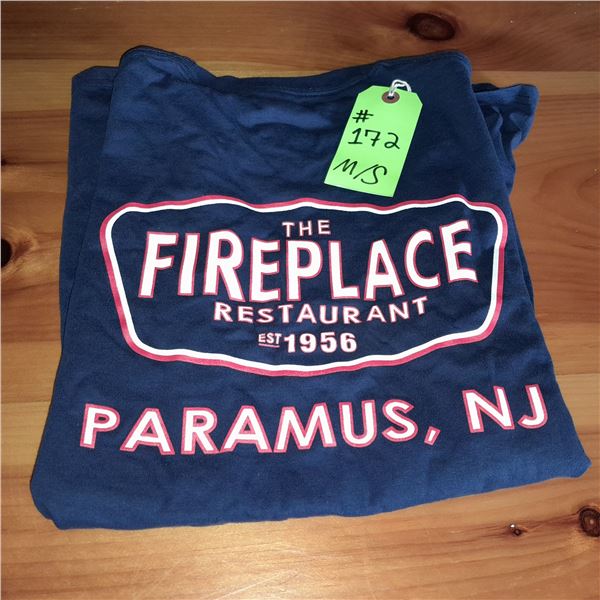 #
172
M/S
THE
FIREPLACE
RESTAURANT
EST 1956
PARAMUS, NJ